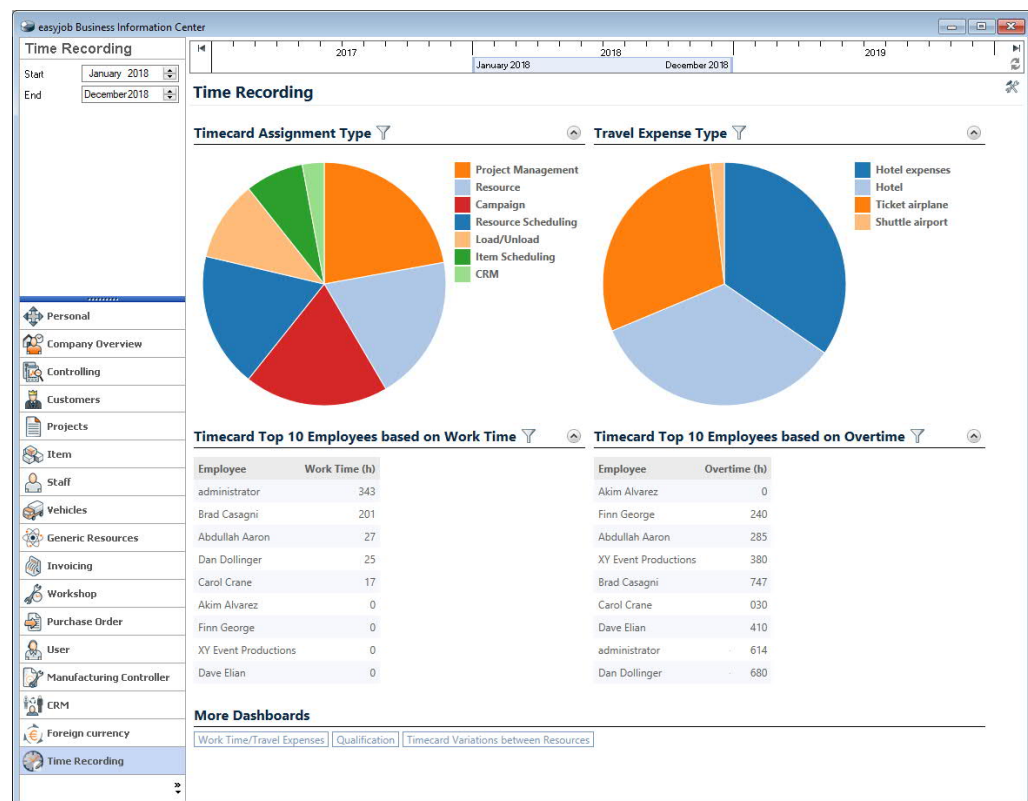 easyjob Business Information Center
Time Recording
Start January 2018
End December 2018
2017 2018 2019
January 2018 December 2018
Time Recording
Timecard Assignment Type
Project Management
Resource
Campaign
Resource Scheduling
Load/Unload
Item Scheduling
CRM
Travel Expense Type
Hotel expenses
Hotel
Ticket airplane
Shuttle airport
Personal
Company Overview
Controlling
Customers
Projects
Item
Staff
Vehicles
Generic Resources
Invoicing
Workshop
Purchase Order
User
Manufacturing Controller
CRM
Foreign currency
Time Recording
Timecard Top 10 Employees based on Work Time
Employee Work Time (h)
administrator 343
Brad Casagni 201
Abdullah Aaron 27
Dan Dollinger 25
Carol Crane 17
Akim Alvarez 0
Finn George 0
XY Event Productions 0
Dave Elian 0
Timecard Top 10 Employees based on Overtime
Employee Overtime (h)
Akim Alvarez 0
Finn George 240
Abdullah Aaron 285
XY Event Productions 380
Brad Casagni 747
Carol Crane 030
Dave Elian 410
administrator 614
Dan Dollinger 680
More Dashboards
Work Time/Travel Expenses Qualification Timecard Variations between Resources